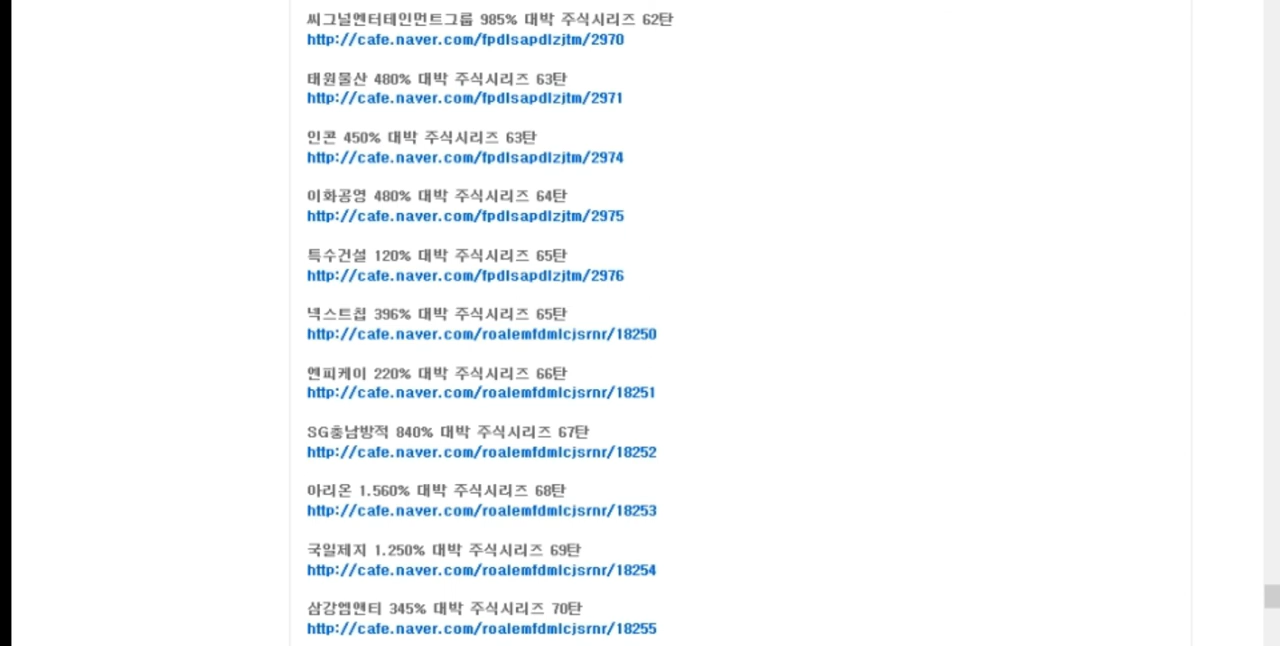 씨그널엔터테인먼트그룹 985% 대박 주식시리즈 62탄
http://cafe.naver.com/fpdlsapdlzjtm/2970
태원물산 480% 대박 주식시리즈 63탄
http://cafe.naver.com/fpdlsapdlzjtm/2971
인콘 450% 대박 주식시리즈 63탄
http://cafe.naver.com/fpdlsapdlzjtm/2974
이화공영 480% 대박 주식시리즈 64탄
http://cafe.naver.com/fpdlsapdlzjtm/2975
특수건설 120% 대박 주식시리즈 65탄
http://cafe.naver.com/fpdlsapdlzjtm/2976
넥스트칩 396% 대박 주식시리즈 65탄
http://cafe.naver.com/roalemfdmlcjsrnr/18250
엔피케이 220% 대박 주식시리즈 66탄
http://cafe.naver.com/roalemfdmlcjsrnr/18251
SG충남방적 840% 대박 주식시리즈 67탄
http://cafe.naver.com/roalemfdmlcjsrnr/18252
아리온 1.560% 대박 주식시리즈 68탄
http://cafe.naver.com/roalemfdmlcjsrnr/18253
국일제지 1.250% 대박 주식시리즈 69탄
http://cafe.naver.com/roalemfdmlcjsrnr/18254
삼강엠앤티 345% 대박 주식시리즈 70탄
http://cafe.naver.com/roalemfdmlcjsrnr/18255